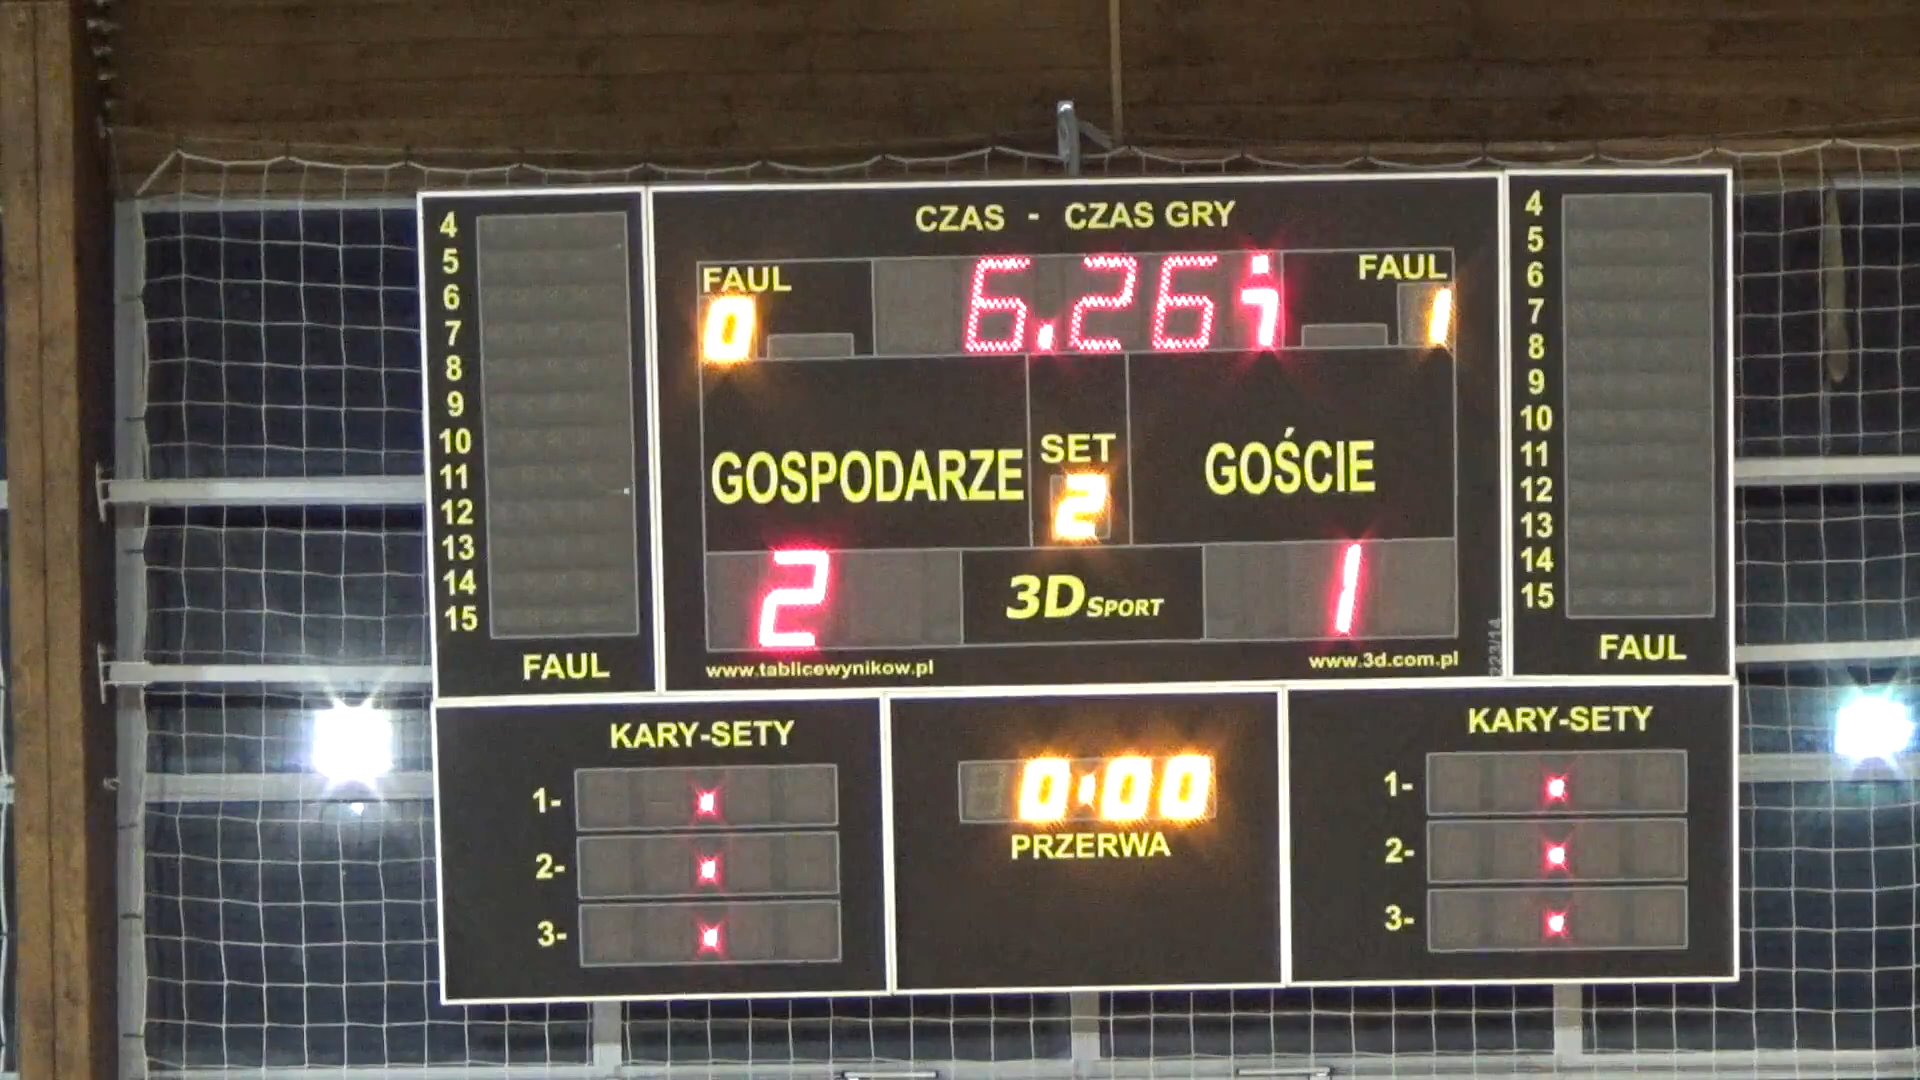 CZAS - CZAS GRY
FAUL
6.26
FAUL
0
1
GOSPODARZE
SET
GOŚCIE
2
2
3D SPORT
1
www.tablicewynikow.pl
www.3d.com.pl
4
5
6
7
8
9
10
11
12
13
14
15
FAUL
4
5
6
7
8
9
10
11
12
13
14
15
FAUL
KARY-SETY
1-
2-
3-
0:00
PRZERWA
KARY-SETY
1-
2-
3-